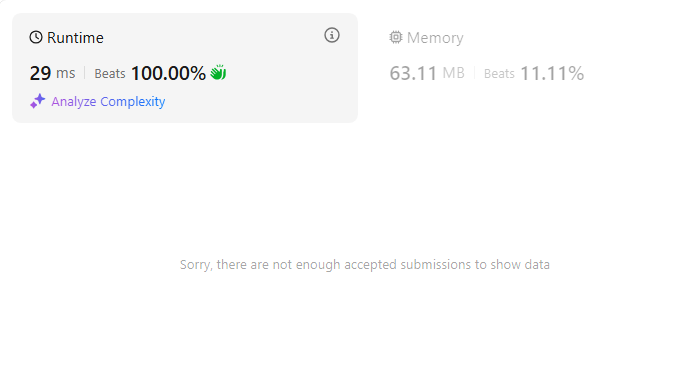 Runtime
29 ms | Beats 100.00%
Analyze Complexity
Memory
63.11 MB | Beats 11.11%
Sorry, there are not enough accepted submissions to show data